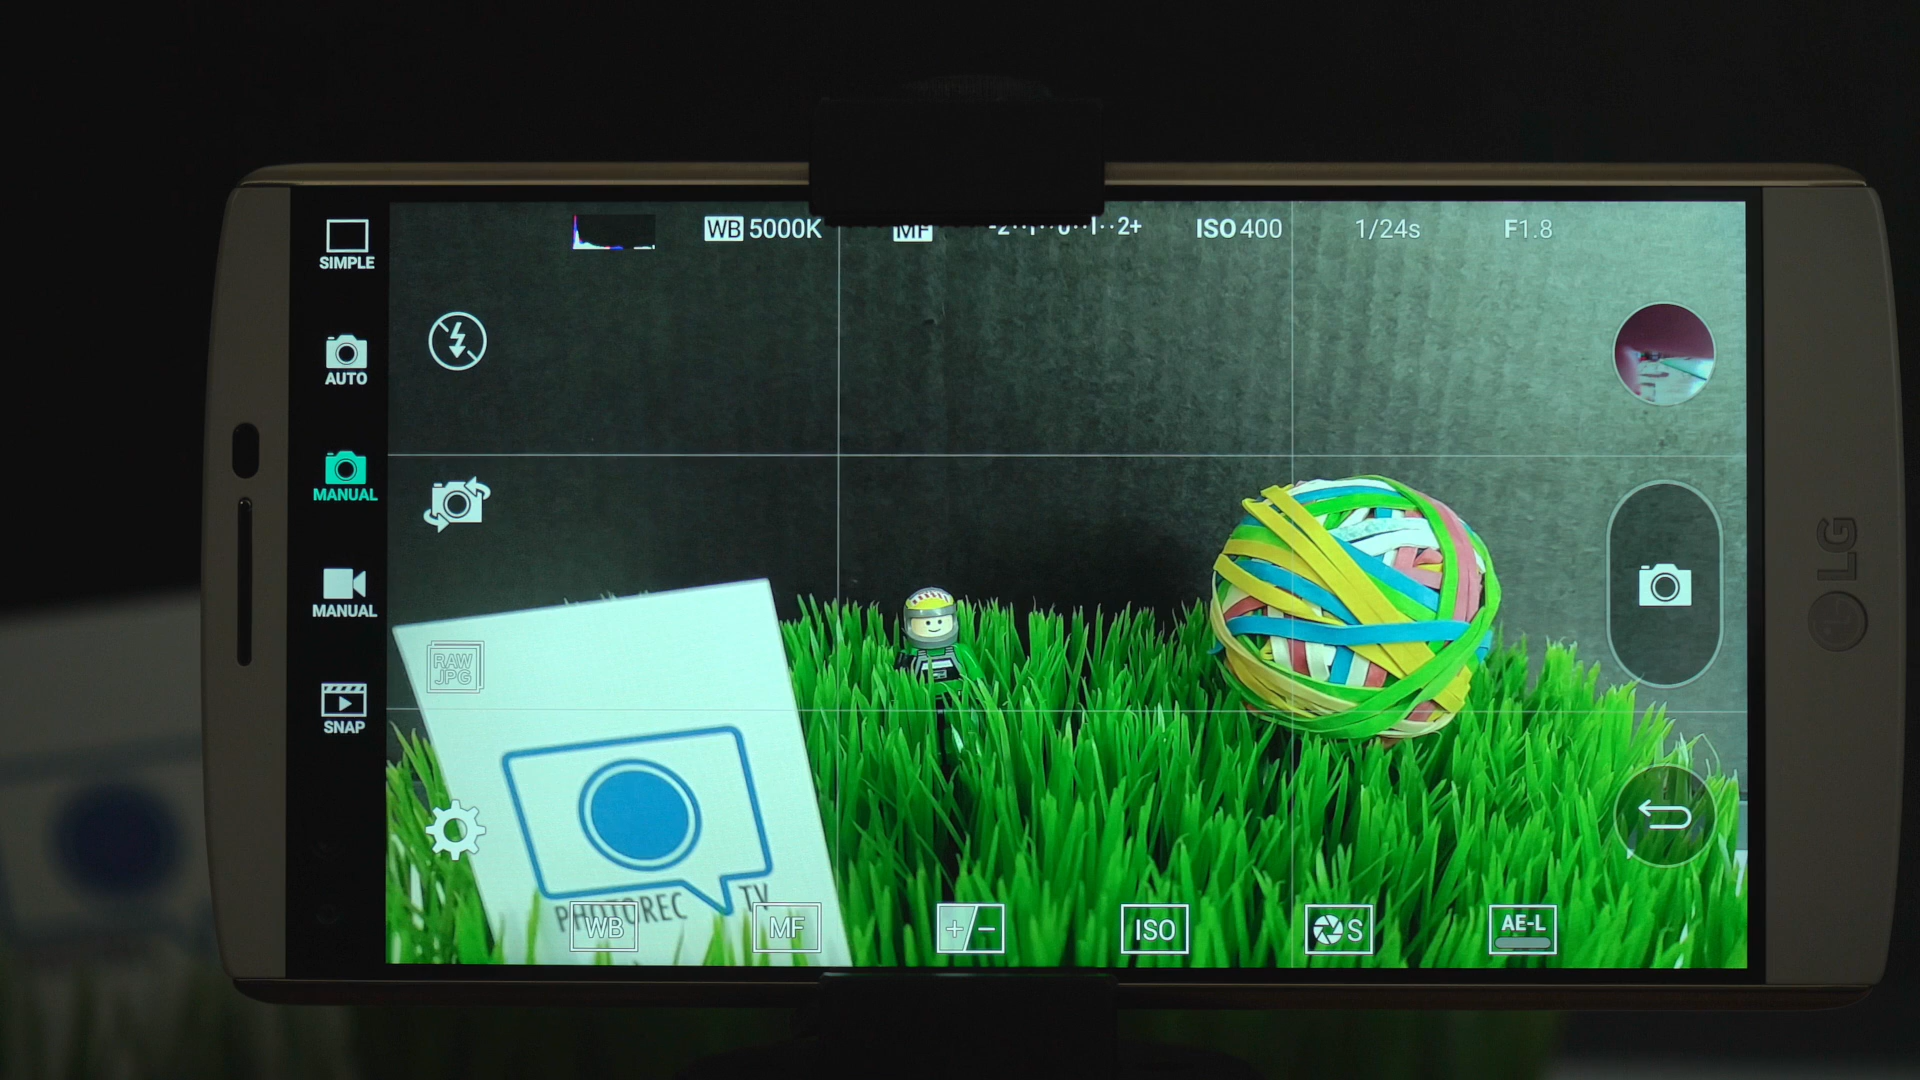 SIMPLE
AUTO
MANUAL
MANUAL
SNAP
WB 5000K
MF
-2··1··0··1··2+
ISO 400
1/24s
F1.8
RAW
JPG
PHOTOREC TV
WB
MF
+/-
ISO
S
AE-L
LG